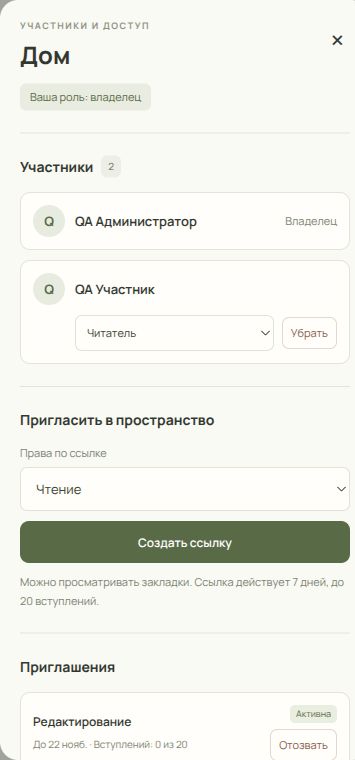 УЧАСТНИКИ И ДОСТУП
Дом
Ваша роль: владелец
Участники 2
Q QA Администратор Владелец
Q QA Участник
Читатель Убрать
Пригласить в пространство
Права по ссылке
Чтение
Создать ссылку
Можно просматривать закладки. Ссылка действует 7 дней, до
20 вступлений.
Приглашения
Активна
Редактирование
До 22 нояб. · Вступлений: 0 из 20 Отозвать